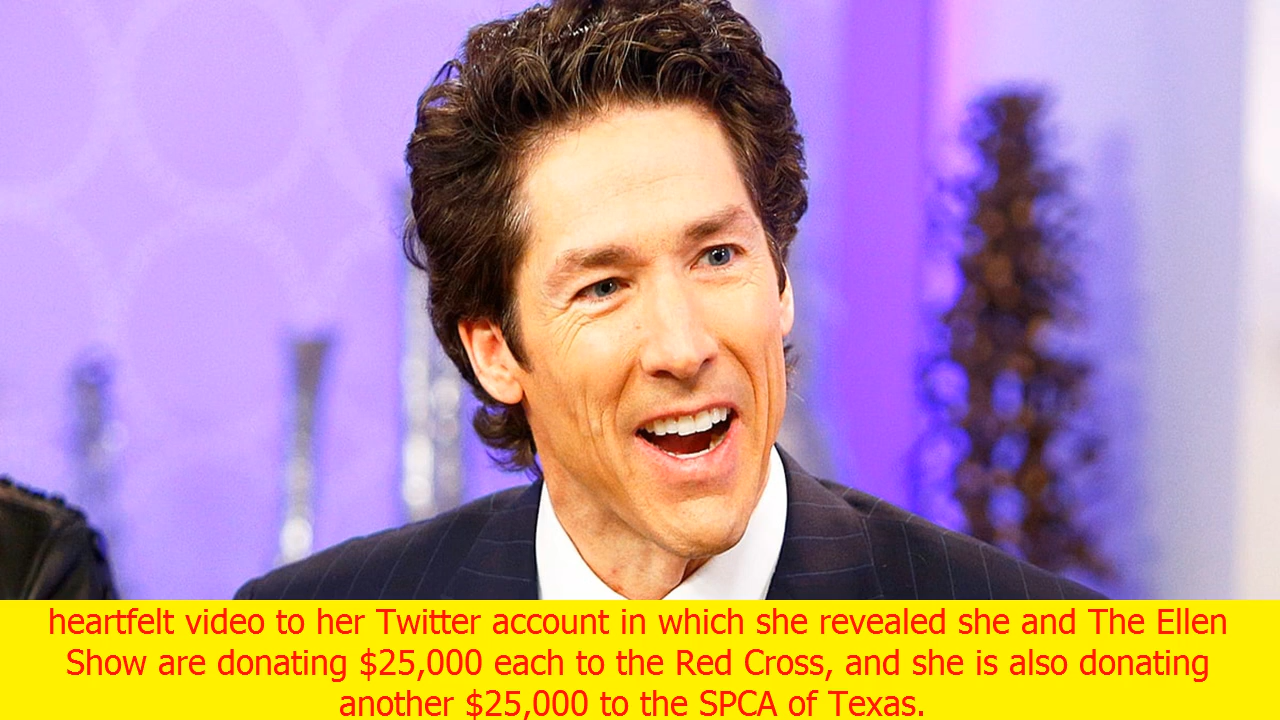 heartfelt video to her Twitter account in which she revealed she and The Ellen
Show are donating $25,000 each to the Red Cross, and she is also donating
another $25,000 to the SPCA of Texas.